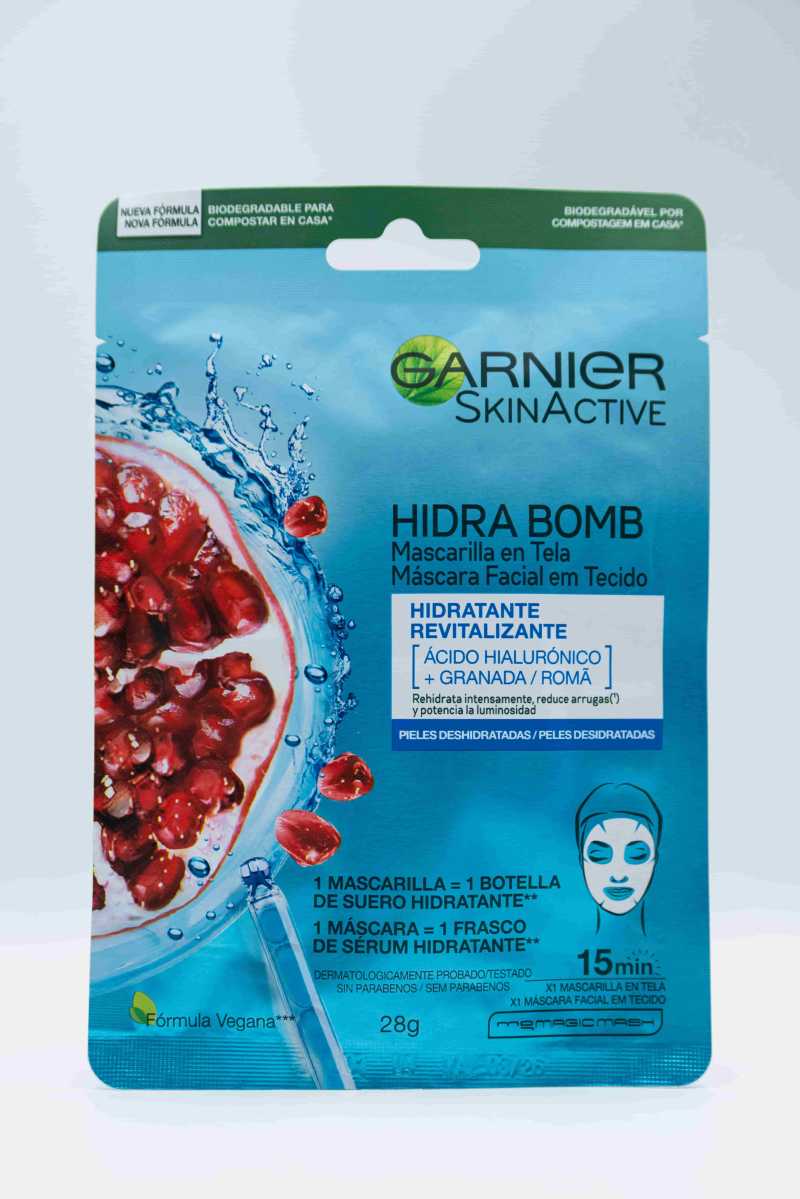 NUEVA FÓRMULA
NOVA FÓRMULA
BIODEGRADABLE PARA
COMPOSTAR EN CASA*
BIODEGRADÁVEL POR
COMPOSTAGEM EM CASA*
GARNIER
SKINACTIVE
HIDRA BOMB
Mascarilla en Tela
Máscara Facial em Tecido
HIDRATANTE
REVITALIZANTE
[ÁCIDO HIALURÓNICO
+ GRANADA / ROMÃ]
Rehidrata intensamente, reduce arrugas(*)
y potencia la luminosidad
PIELES DESHIDRATADAS / PELES DESIDRATADAS
1 MASCARILLA = 1 BOTELLA
DE SUERO HIDRATANTE**
1 MÁSCARA = 1 FRASCO
DE SÉRUM HIDRATANTE**
DERMATOLOGICAMENTE PROBADO/TESTADO
SIN PARABENOS / SEM PARABENOS
15min
X1 MASCARILLA EN TELA
X1 MÁSCARA FACIAL EM TECIDO
Fórmula Vegana***
28g
MQMAGIC MASK